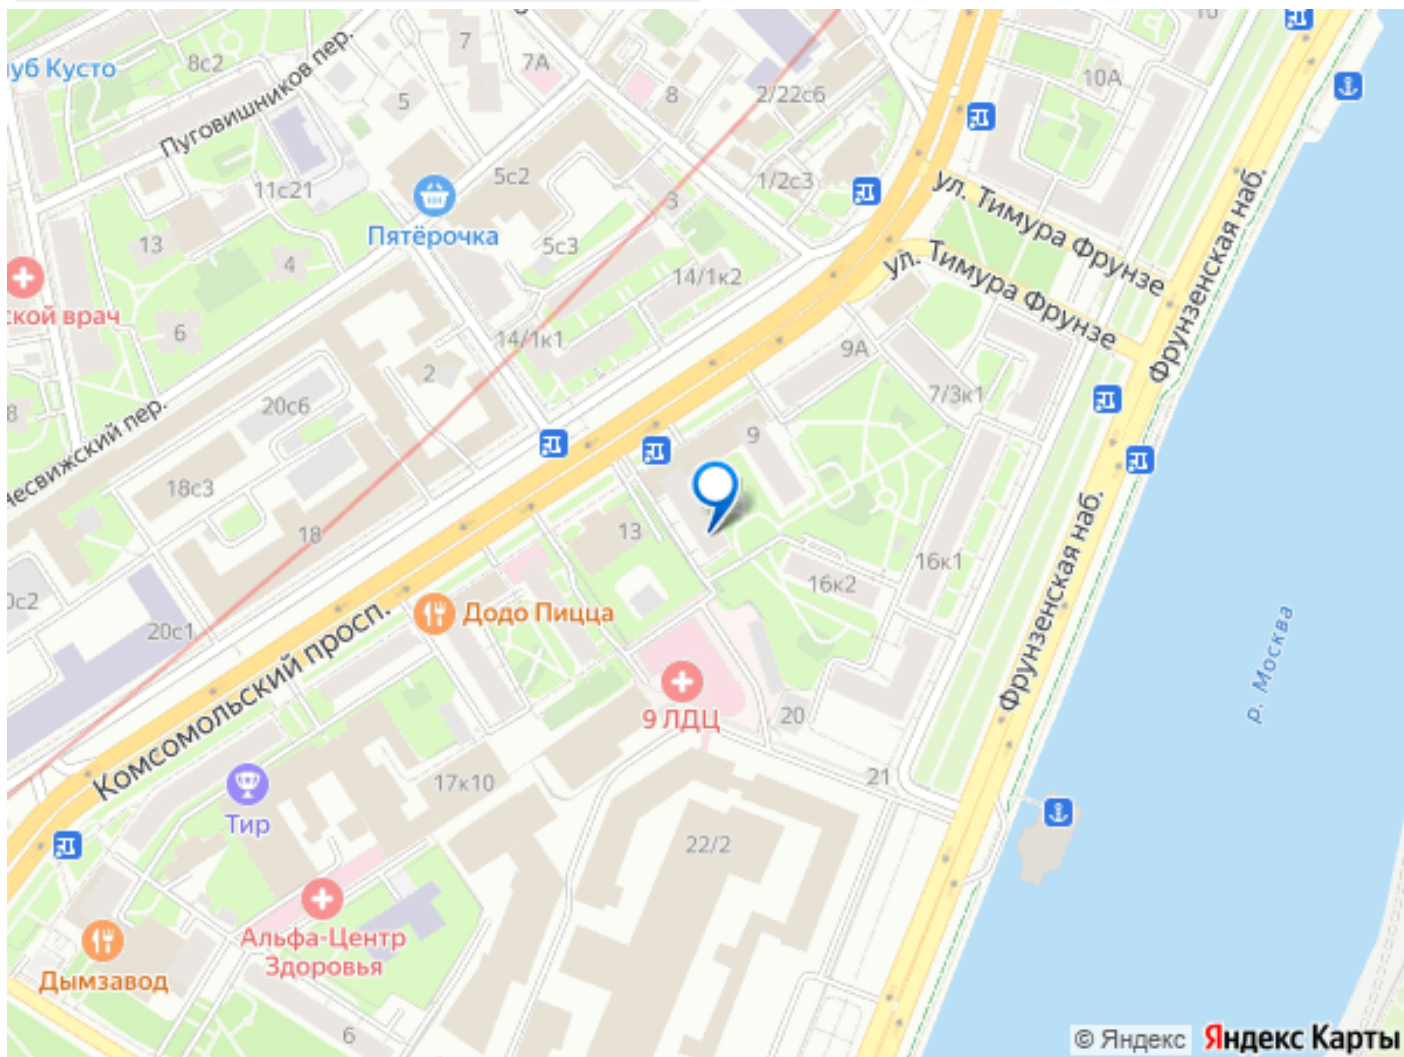 10
уб Кусто
8с2
Пуговишников пер.
7
7А
5
8
2/22с6
10А
11с21
5с2
Пятёрочка
3
1/2с3
ул. Тимура Фрунзе
ул. Тимура Фрунзе
Фрунзенская наб.
13
4
5с3
14/1к2
ской врач
6
14/1к1
2
9А
7/3к1
8
20с6
несвижский пер.
9
18с3
18
13
16к1
16к2
0с2
20с1
Додо Пицца
Комсомольский просп.
Фрунзенская наб.
р. Москва
9 ЛДЦ
20
21
17к10
Тир
22/2
Альфа-Центр
Здоровья
Дымзавод
6
© Яндекс
Яндекс Карты